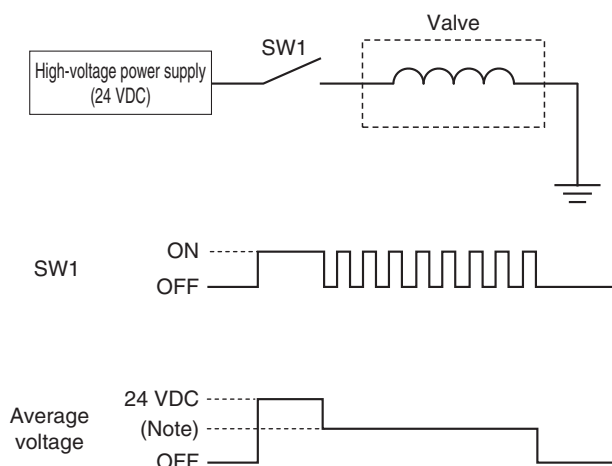 Valve
SW1
High-voltage power supply
(24 VDC)
ON
SW1
OFF
24 VDC
Average
voltage
(Note)
OFF